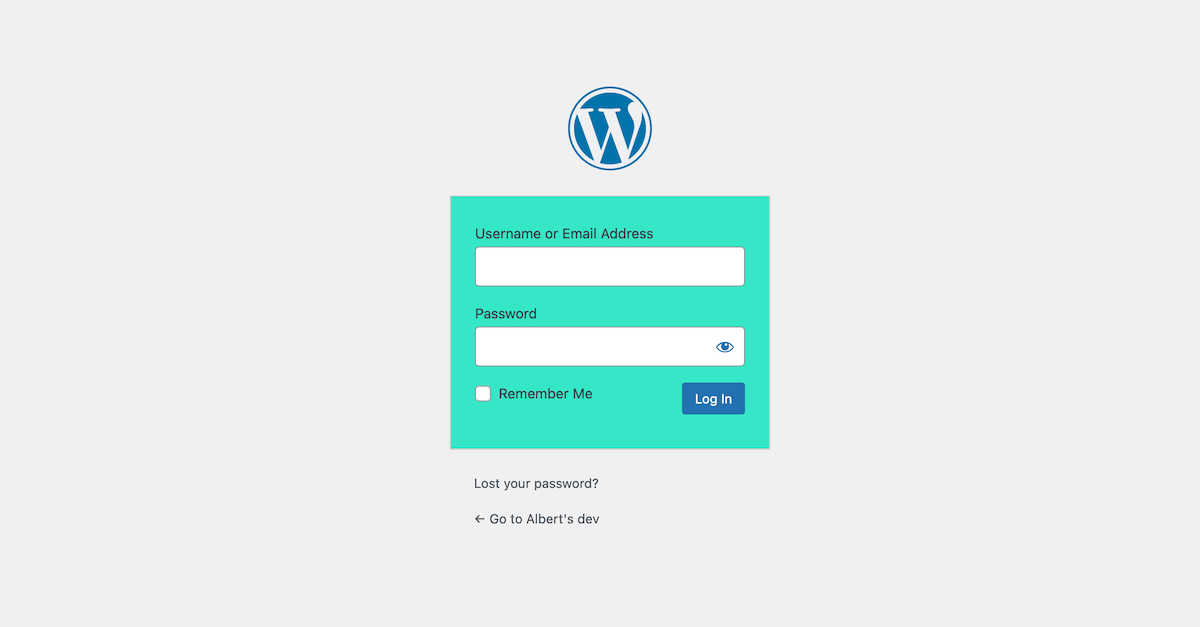 Username or Email Address
Password
Remember Me
Log In
Lost your password?
← Go to Albert's dev